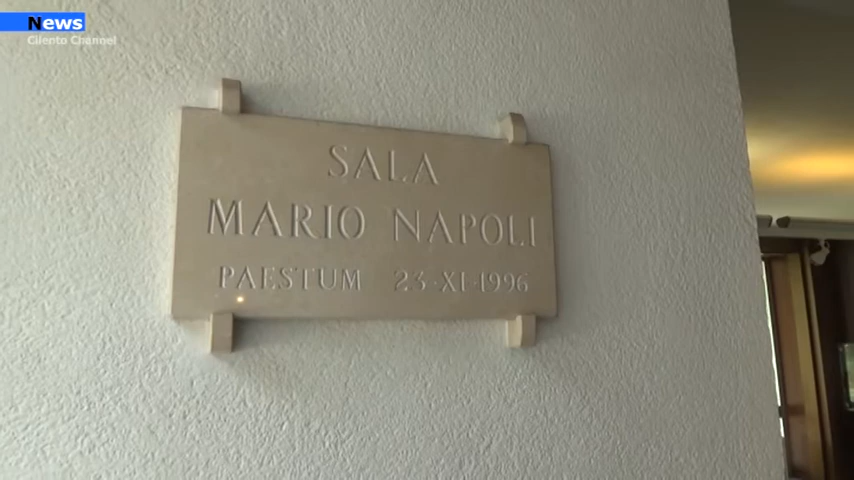 News
Cilento Channel
SALA
MARIO NAPOLI
PAESTUM 23·XI·1996